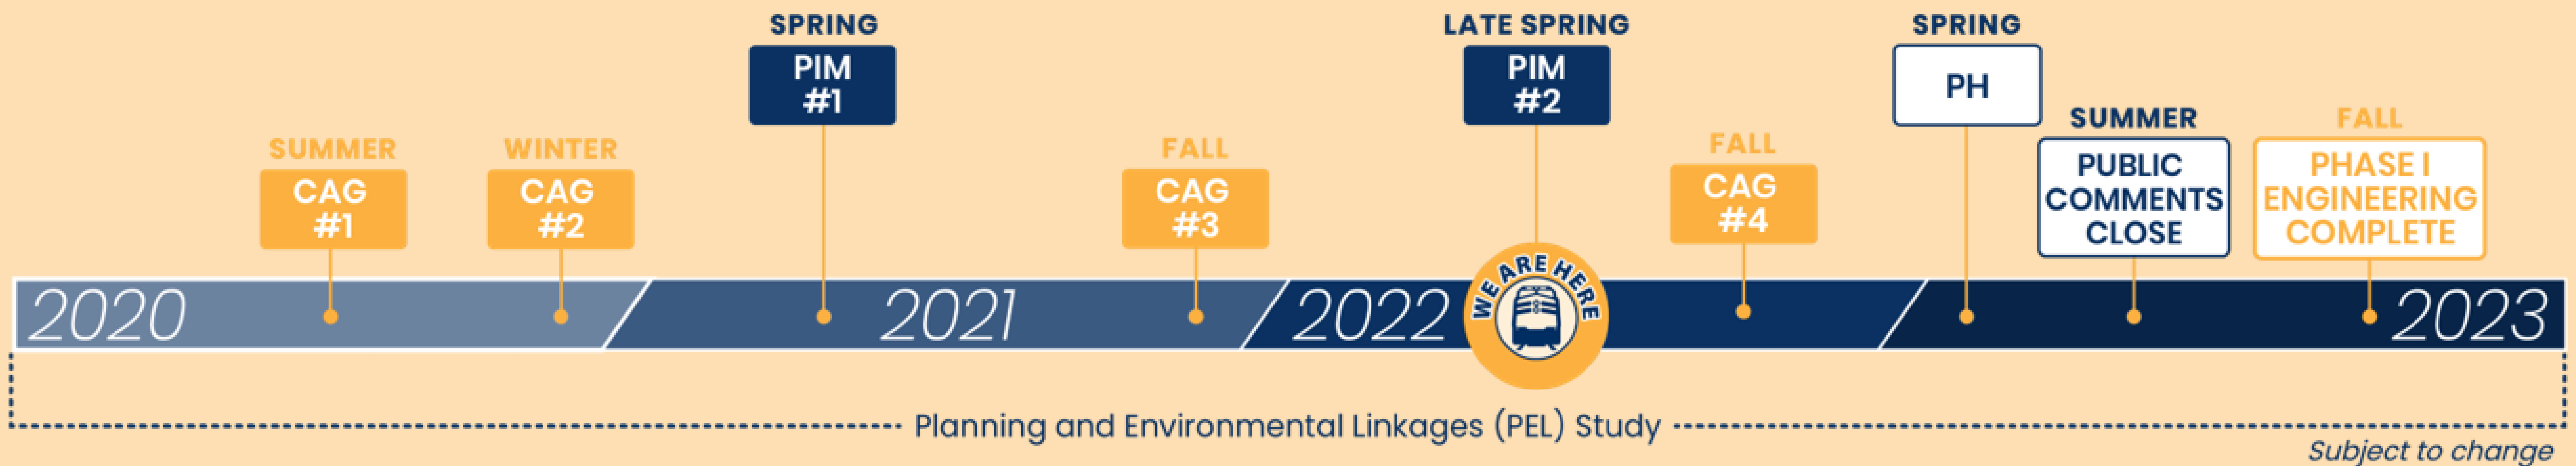 SPRING
PIM
#1
LATE SPRING
PIM
#2
SPRING
PH
SUMMER
CAG
#1
WINTER
CAG
#2
FALL
CAG
#3
FALL
CAG
#4
SUMMER
PUBLIC
COMMENTS
CLOSE
FALL
PHASE I
ENGINEERING
COMPLETE
2020
2021
2022
WE ARE HERE
2023
Planning and Environmental Linkages (PEL) Study
Subject to change